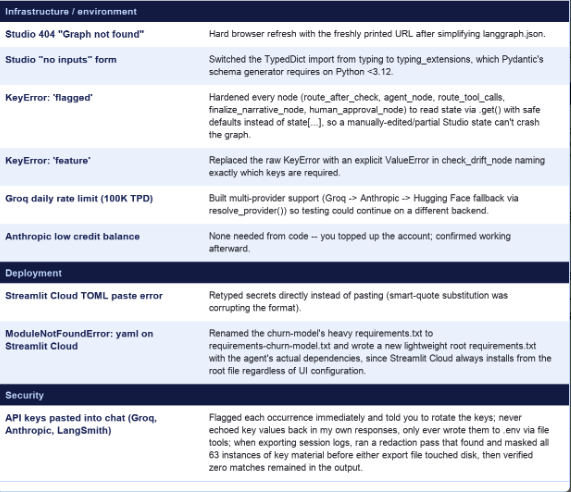 Infrastructure / environment
Studio 404 "Graph not found"
Hard browser refresh with the freshly printed URL after simplifying langgraph.json.
Studio "no inputs" form
Switched the TypedDict import from typing to typing_extensions, which Pydantic's
schema generator requires on Python <3.12.
KeyError: 'flagged'
Hardened every node (route_after_check, agent_node, route_tool_calls,
finalize_narrative_node, human_approval_node) to read state via .get() with safe
defaults instead of state[...], so a manually-edited/partial Studio state can't crash
the graph.
KeyError: 'feature'
Replaced the raw KeyError with an explicit ValueError in check_drift_node naming
exactly which keys are required.
Groq daily rate limit (100K TPD)
Built multi-provider support (Groq -> Anthropic -> Hugging Face fallback via
resolve_provider()) so testing could continue on a different backend.
Anthropic low credit balance
None needed from code -- you topped up the account; confirmed working
afterward.
Deployment
Streamlit Cloud TOML paste error
Retyped secrets directly instead of pasting (smart-quote substitution was
corrupting the format).
ModuleNotFoundError: yaml on
Streamlit Cloud
Renamed the churn-model's heavy requirements.txt to
requirements-churn-model.txt and wrote a new lightweight root requirements.txt
with the agent's actual dependencies, since Streamlit Cloud always installs from the
root file regardless of UI configuration.
Security
API keys pasted into chat (Groq,
Anthropic, LangSmith)
Flagged each occurrence immediately and told you to rotate the keys; never
echoed key values back in my own responses, only ever wrote them to .env via file
tools; when exporting session logs, ran a redaction pass that found and masked all
63 instances of key material before either export file touched disk, then verified
zero matches remained in the output.